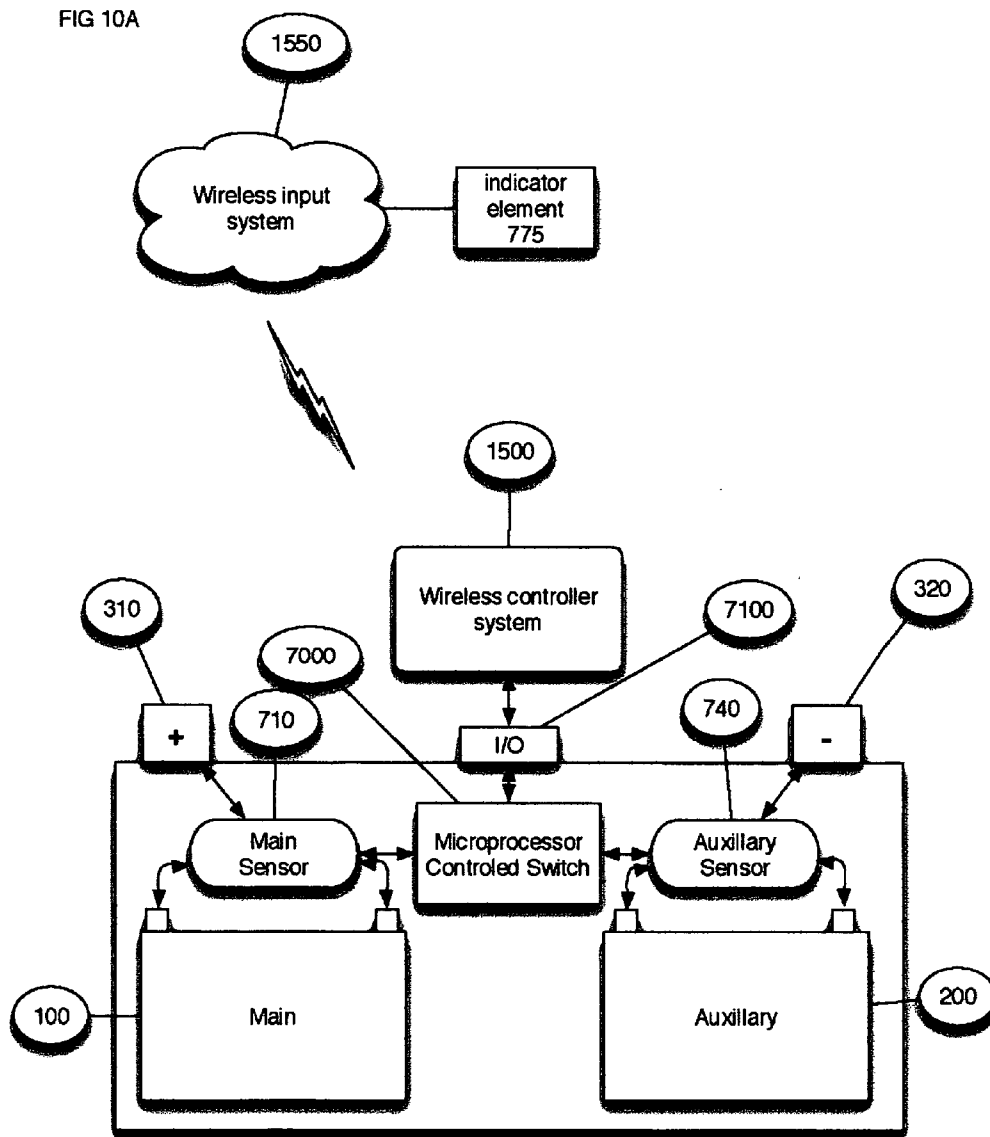 FIG 10A
1550
Wireless input
system
indicator
element
775
1500
Wireless controller
system
310
7000
710
7100
320
740
+
I/O
-
Main
Sensor
Microprocessor
Controled Switch
Auxillary
Sensor
100
Main
Auxillary
200